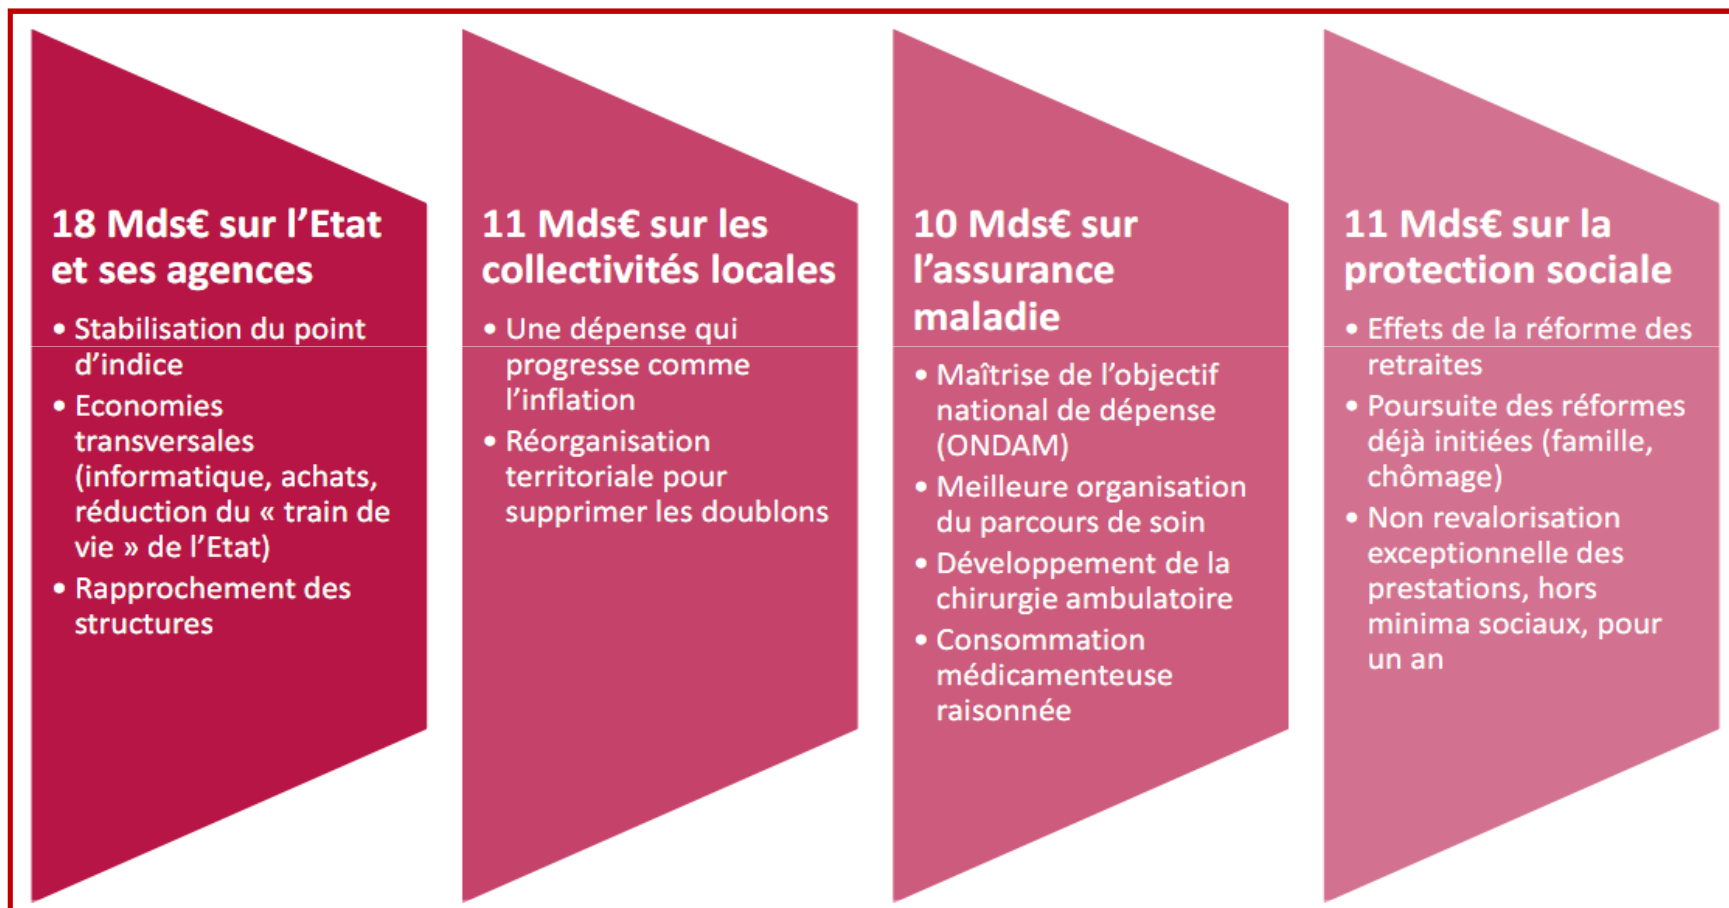 18 Mds€ sur l’Etat
et ses agences
• Stabilisation du point
d’indice
• Economies
transversales
(informatique, achats,
réduction du « train de
vie » de l’Etat)
• Rapprochement des
structures
11 Mds€ sur les
collectivités locales
• Une dépense qui
progresse comme
l’inflation
• Réorganisation
territoriale pour
supprimer les doublons
10 Mds€ sur
l’assurance
maladie
• Maîtrise de l’objectif
national de dépense
(ONDAM)
• Meilleure organisation
du parcours de soin
• Développement de la
chirurgie ambulatoire
• Consommation
médicamenteuse
raisonnée
11 Mds€ sur la
protection sociale
• Effets de la réforme des
retraites
• Poursuite des réformes
déjà initiées (famille,
chômage)
• Non revalorisation
exceptionnelle des
prestations, hors
minima sociaux, pour
un an